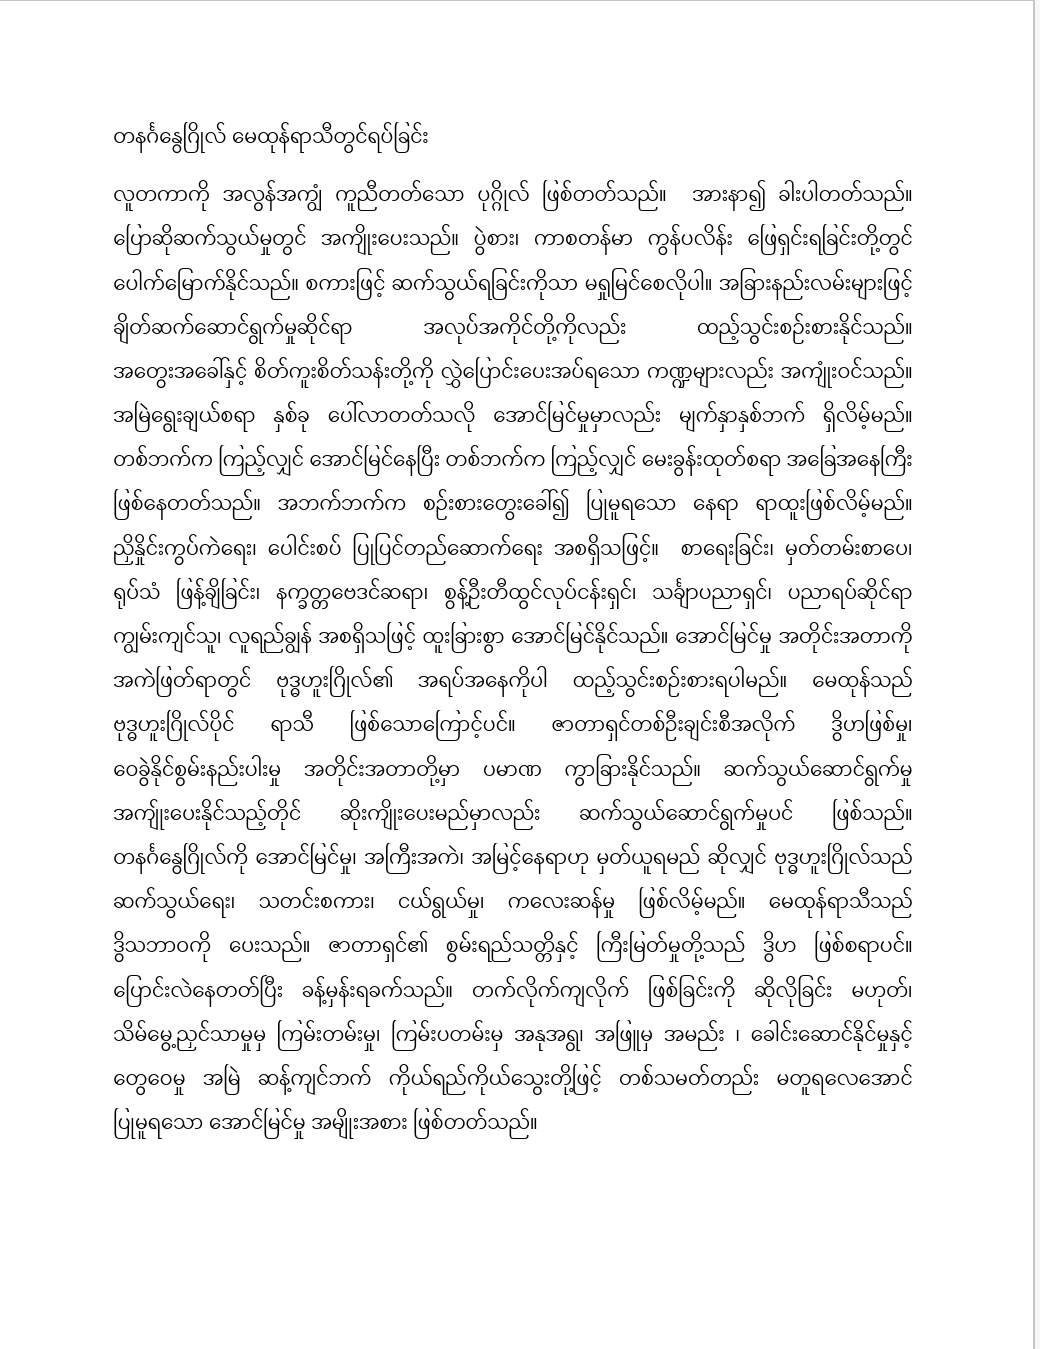 တနင်္ဂနွေဂြိုလ် မေထုန်ရာသီတွင်ရပ်ခြင်း
လူတကာကို အလွန်အကျွံ ကူညီတတ်သော ပုဂ္ဂိုလ် ဖြစ်တတ်သည်။ အားနာ၍ ခါးပါတတ်သည်။
ပြောဆိုဆက်သွယ်မှုတွင် အကျိုးပေးသည်။ ပွဲစား၊ ကာစတန်မာ ကွန်ပလိန်း ဖြေရှင်းရခြင်းတို့တွင်
ပေါက်မြောက်နိုင်သည်။ စကားဖြင့် ဆက်သွယ်ရခြင်းကိုသာ မရှုမြင်စေလိုပါ။ အခြားနည်းလမ်းများဖြင့်
ချိတ်ဆက်ဆောင်ရွက်မှုဆိုင်ရာ အလုပ်အကိုင်တို့ကိုလည်း ထည့်သွင်းစဉ်းစားနိုင်သည်။
အတွေးအခေါ်နှင့် စိတ်ကူးစိတ်သန်းတို့ကို လွှဲပြောင်းပေးအပ်ရသော ကဏ္ဍများလည်း အကျုံးဝင်သည်။
အမြဲရွေးချယ်စရာ နှစ်ခု ပေါ်လာတတ်သလို အောင်မြင်မှုမှာလည်း မျက်နှာနှစ်ဘက် ရှိလိမ့်မည်။
တစ်ဘက်က ကြည့်လျှင် အောင်မြင်နေပြီး တစ်ဘက်က ကြည့်လျှင် မေးခွန်းထုတ်စရာ အခြေအနေကြီး
ဖြစ်နေတတ်သည်။ အဘက်ဘက်က စဉ်းစားတွေးခေါ်၍ ပြုမူရသော နေရာ ရာထူးဖြစ်လိမ့်မည်။
ညှိနှိုင်းကွပ်ကဲရေး၊ ပေါင်းစပ် ပြုပြင်တည်ဆောက်ရေး အစရှိသဖြင့်။ စာရေးခြင်း၊ မှတ်တမ်းစာပေ၊
ရုပ်သံ ဖြန့်ချိခြင်း၊ နက္ခတ္တဗေဒင်ဆရာ၊ စွန့်ဦးတီထွင်လုပ်ငန်းရှင်၊ သင်္ချာပညာရှင်၊ ပညာရပ်ဆိုင်ရာ
ကျွမ်းကျင်သူ၊ လူရည်ချွန် အစရှိသဖြင့် ထူးခြားစွာ အောင်မြင်နိုင်သည်။ အောင်မြင်မှု အတိုင်းအတာကို
အကဲဖြတ်ရာတွင် ဗုဒ္ဓဟူးဂြိုလ်၏ အရပ်အနေကိုပါ ထည့်သွင်းစဉ်းစားရပါမည်။ မေထုန်သည်
ဗုဒ္ဓဟူးဂြိုလ်ပိုင် ရာသီ ဖြစ်သောကြောင့်ပင်။ ဇာတာရှင်တစ်ဦးချင်းစီအလိုက် ဒွိဟဖြစ်မှု၊
ဝေခွဲနိုင်စွမ်းနည်းပါးမှု အတိုင်းအတာတို့မှာ ပမာဏ ကွာခြားနိုင်သည်။ ဆက်သွယ်ဆောင်ရွက်မှု
အကျုံးပေးနိုင်သည့်တိုင် ဆိုးကျိုးပေးမည်မှာလည်း ဆက်သွယ်ဆောင်ရွက်မှုပင် ဖြစ်သည်။
တနင်္ဂနွေဂြိုလ်ကို အောင်မြင်မှု၊ အကြီးအကဲ၊ အမြင့်နေရာဟု မှတ်ယူရမည် ဆိုလျှင် ဗုဒ္ဓဟူးဂြိုလ်သည်
ဆက်သွယ်ရေး၊ သတင်းစကား၊ ငယ်ရွယ်မှု၊ ကလေးဆန်မှု ဖြစ်လိမ့်မည်။ မေထုန်ရာသီသည်
ဒွိသဘာဝကို ပေးသည်။ ဇာတာရှင်၏ စွမ်းရည်သတ္တိနှင့် ကြီးမြတ်မှုတို့သည် ဒွိဟ ဖြစ်စရာပင်။
ပြောင်းလဲနေတတ်ပြီး ခန့်မှန်းရခက်သည်။ တက်လိုက်ကျလိုက် ဖြစ်ခြင်းကို ဆိုလိုခြင်း မဟုတ်၊
သိမ်မွေ့ညှင်သာမှုမှ ကြမ်းတမ်းမှု၊ ကြမ်းပတမ်းမှ အနုအရွ၊ အဖြူမှ အမည်း ၊ ခေါင်းဆောင်နိုင်မှုနှင့်
တွေဝေမှု အမြဲ ဆန့်ကျင်ဘက် ကိုယ်ရည်ကိုယ်သွေးတို့ဖြင့် တစ်သမတ်တည်း မတူရလေအောင်
ပြုမူရသော အောင်မြင်မှု အမျိုးအစား ဖြစ်တတ်သည်။